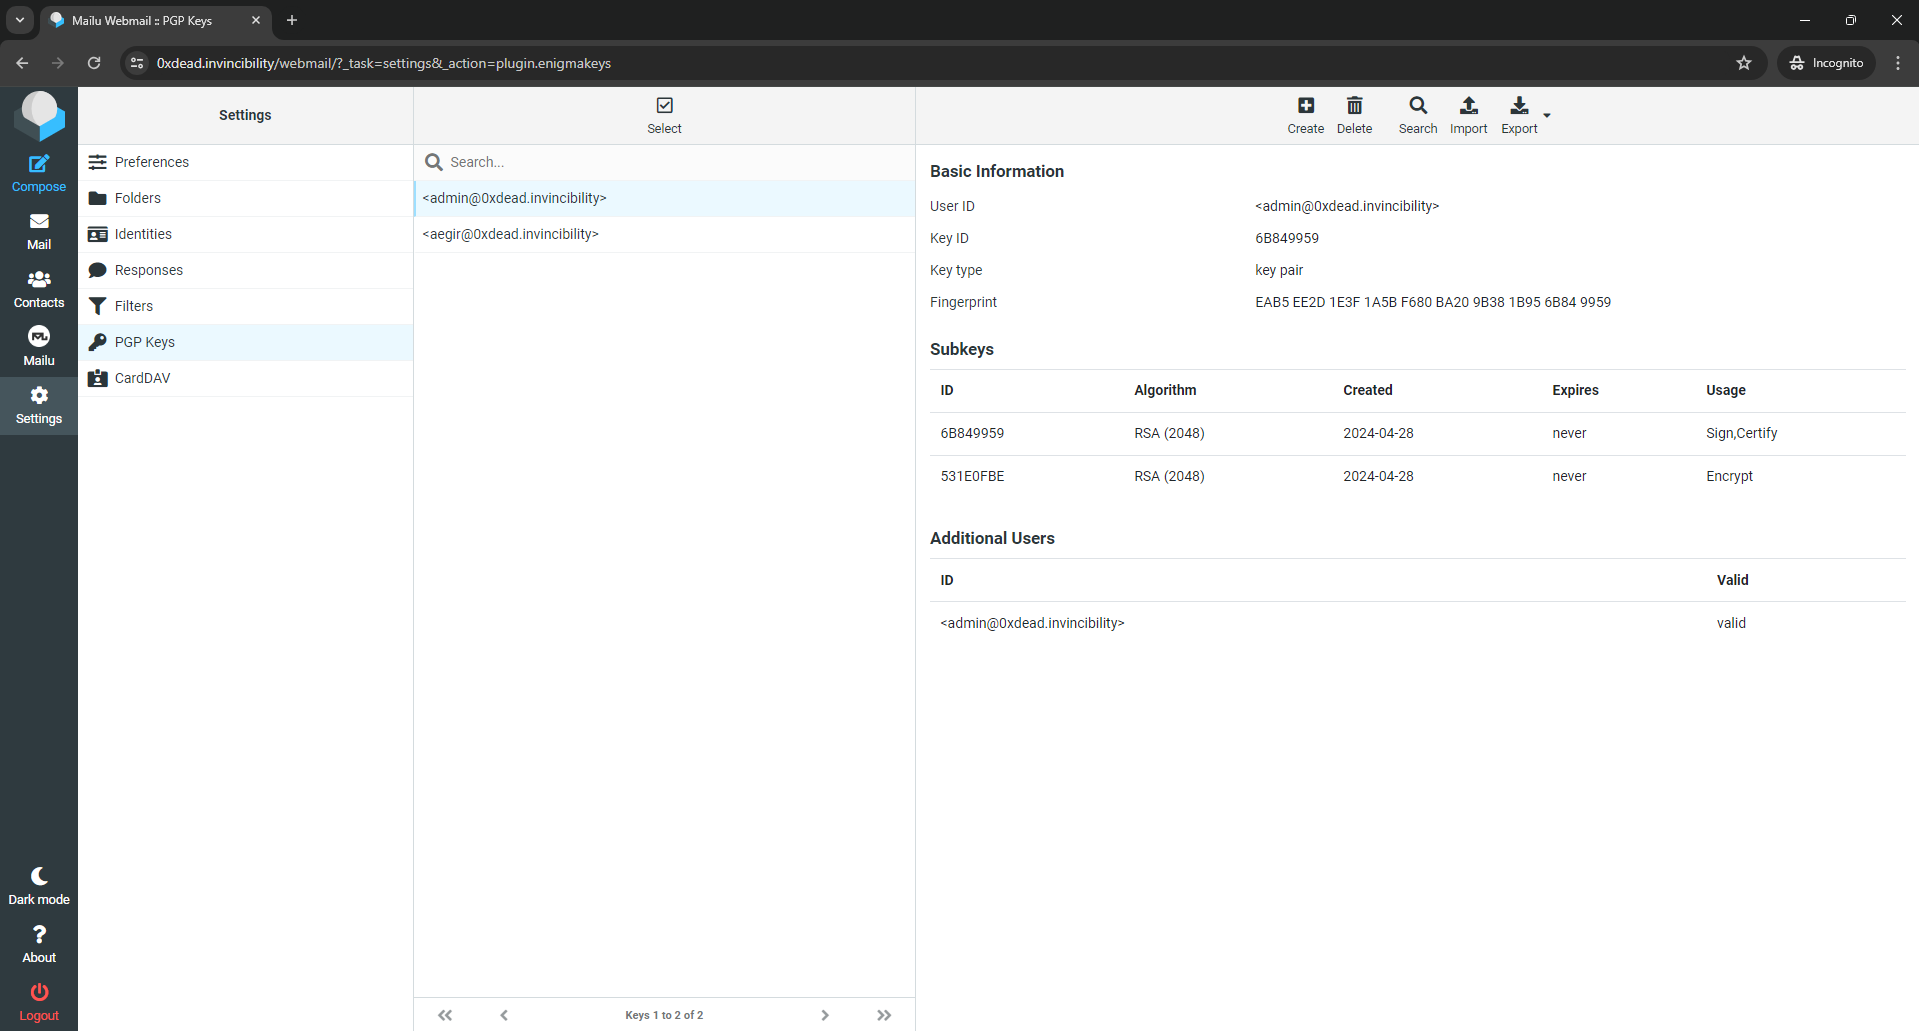 Mailu Webmail :: PGP Keys
0xdead.invincibility/webmail/?_task=settings&_action=plugin.enigmakeys
Incognito
Compose
Mail
Contacts
Mailu
Settings
Dark mode
About
Logout
Settings
Preferences
Folders
Identities
Responses
Filters
PGP Keys
CardDAV
Select
Search...
<admin@0xdead.invincibility>
<aegir@0xdead.invincibility>
Keys 1 to 2 of 2
Create Delete Search Import Export
Basic Information
User ID <admin@0xdead.invincibility>
Key ID 6B849959
Key type key pair
Fingerprint EAB5 EE2D 1E3F 1A5B F680 BA20 9B38 1B95 6B84 9959
Subkeys
ID Algorithm Created Expires Usage
6B849959 RSA (2048) 2024-04-28 never Sign,Certify
531E0FBE RSA (2048) 2024-04-28 never Encrypt
Additional Users
ID Valid
<admin@0xdead.invincibility> valid